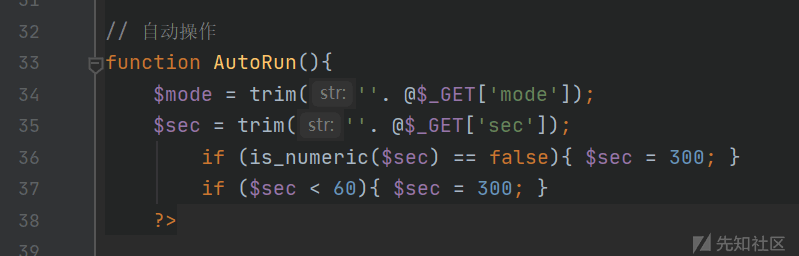 31
32 // 自动操作
33 function AutoRun(){
34 $mode = trim( str: ''. @$_GET['mode']);
35 $sec = trim( str: ''. @$_GET['sec']);
36 if (is_numeric($sec) == false){ $sec = 300; }
37 if ($sec < 60){ $sec = 300; }
38 ?>
39
先知社区